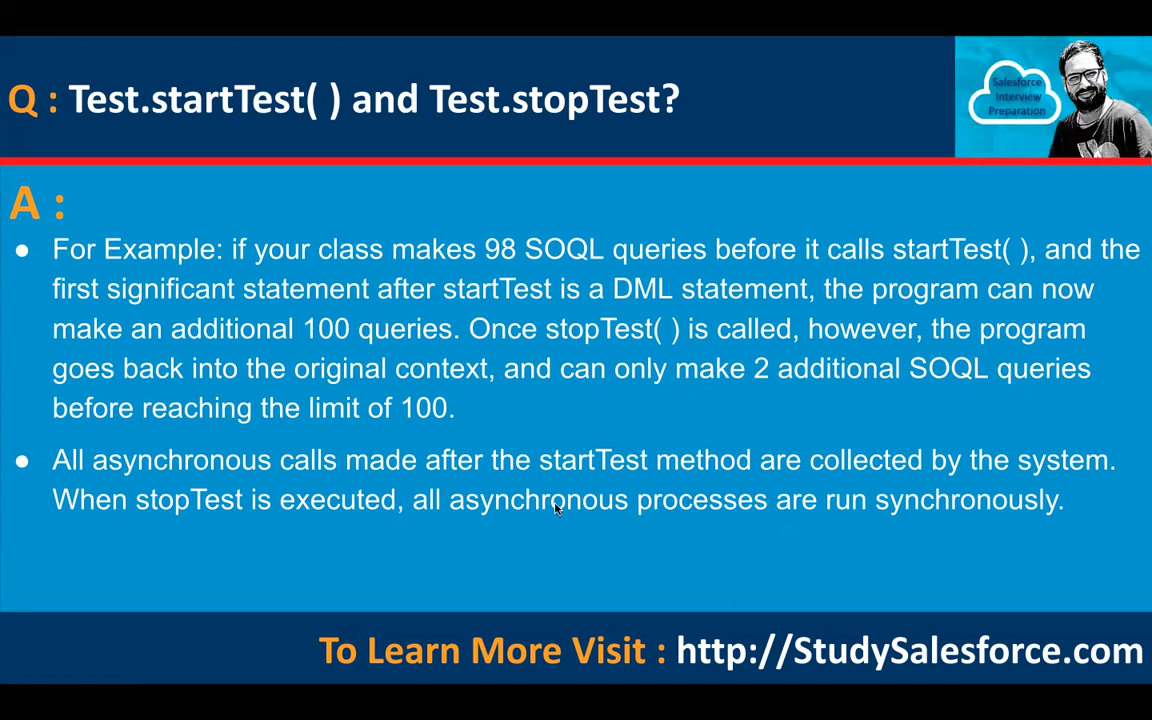 Q : Test.startTest( ) and Test.stopTest?
Salesforce
Interview
Preparation
A :
● For Example: if your class makes 98 SOQL queries before it calls startTest( ), and the
first significant statement after startTest is a DML statement, the program can now
make an additional 100 queries. Once stopTest( ) is called, however, the program
goes back into the original context, and can only make 2 additional SOQL queries
before reaching the limit of 100.
● All asynchronous calls made after the startTest method are collected by the system.
When stopTest is executed, all asynchronous processes are run synchronously.
To Learn More Visit : http://StudySalesforce.com